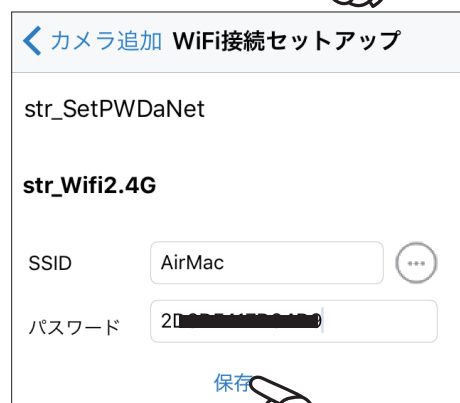 カメラ追加 WiFi接続セットアップ
str_SetPWDaNet
str_Wifi2.4G
SSID AirMac
パスワード
保存